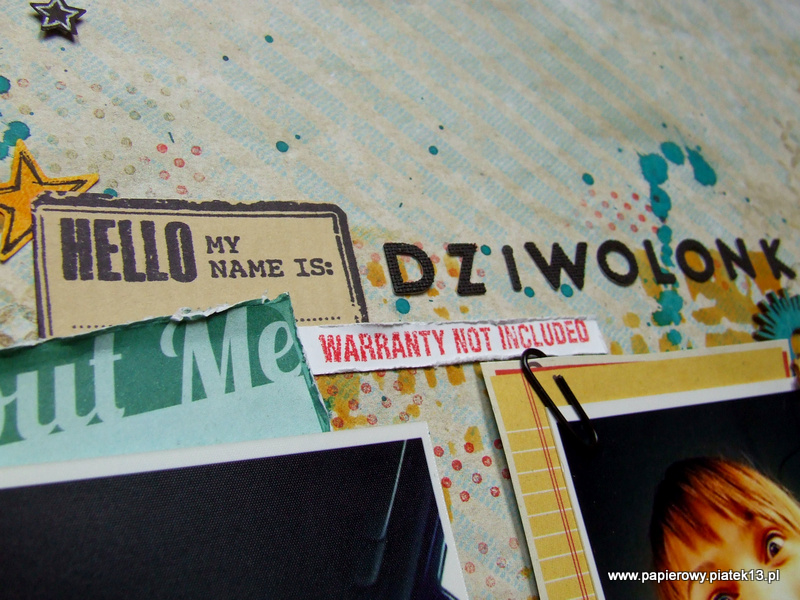 HELLO MY
NAME IS:
DZIWOLONK
WARRANTY NOT INCLUDED
out Me
www.papierowy.piatek13.pl